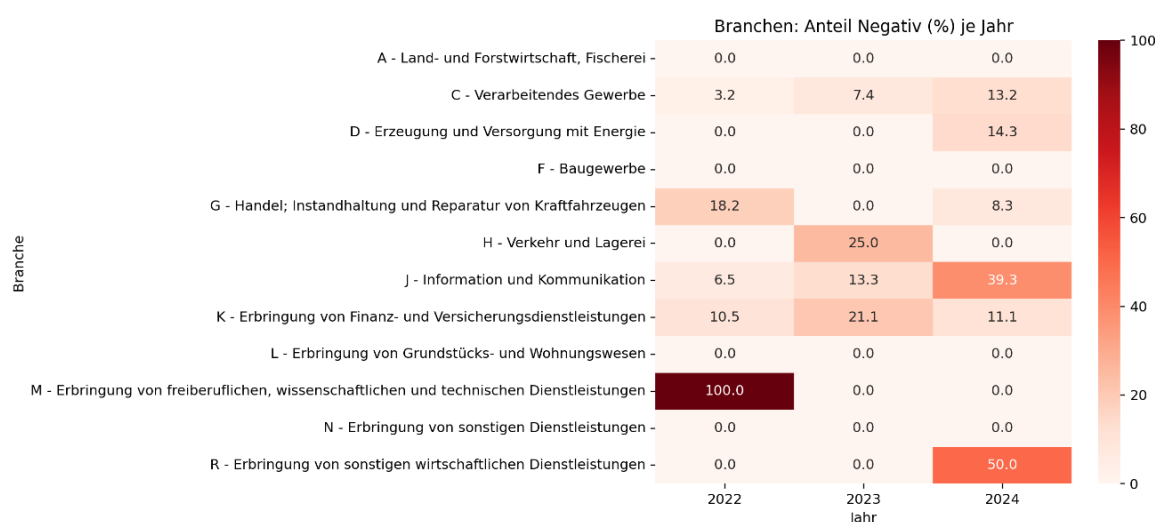 Branchen: Anteil Negativ (%) je Jahr
A - Land- und Forstwirtschaft, Fischerei 0.0 0.0 0.0
C - Verarbeitendes Gewerbe 3.2 7.4 13.2
D - Erzeugung und Versorgung mit Energie 0.0 0.0 14.3
F - Baugewerbe 0.0 0.0 0.0
G - Handel; Instandhaltung und Reparatur von Kraftfahrzeugen 18.2 0.0 8.3
H - Verkehr und Lagerei 0.0 25.0 0.0
J - Information und Kommunikation 6.5 13.3 39.3
K - Erbringung von Finanz- und Versicherungsdienstleistungen 10.5 21.1 11.1
L - Erbringung von Grundstücks- und Wohnungswesen 0.0 0.0 0.0
M - Erbringung von freiberuflichen, wissenschaftlichen und technischen Dienstleistungen 100.0 0.0 0.0
N - Erbringung von sonstigen Dienstleistungen 0.0 0.0 0.0
R - Erbringung von sonstigen wirtschaftlichen Dienstleistungen 0.0 0.0 50.0
2022 2023 2024
Jahr
Branche
100
80
60
40
20
0